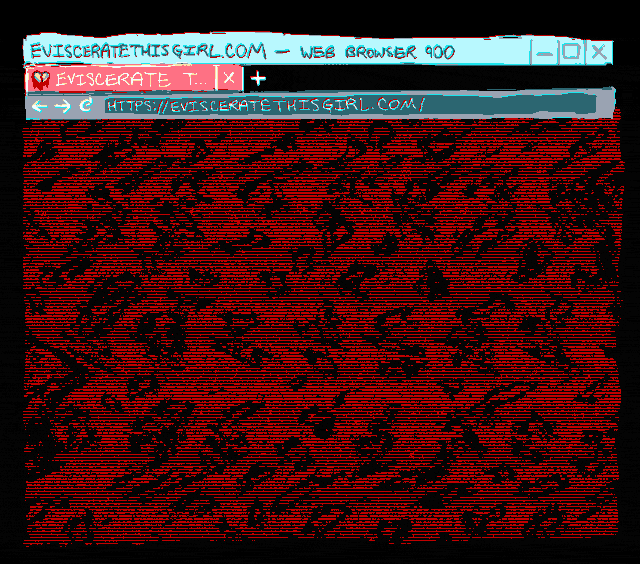 EVISCERATETHISGIRL.COM – WEB BROWSER 900
EVISCERATE T...
HTTPS://EVISCERATETHISGIRL.COM/